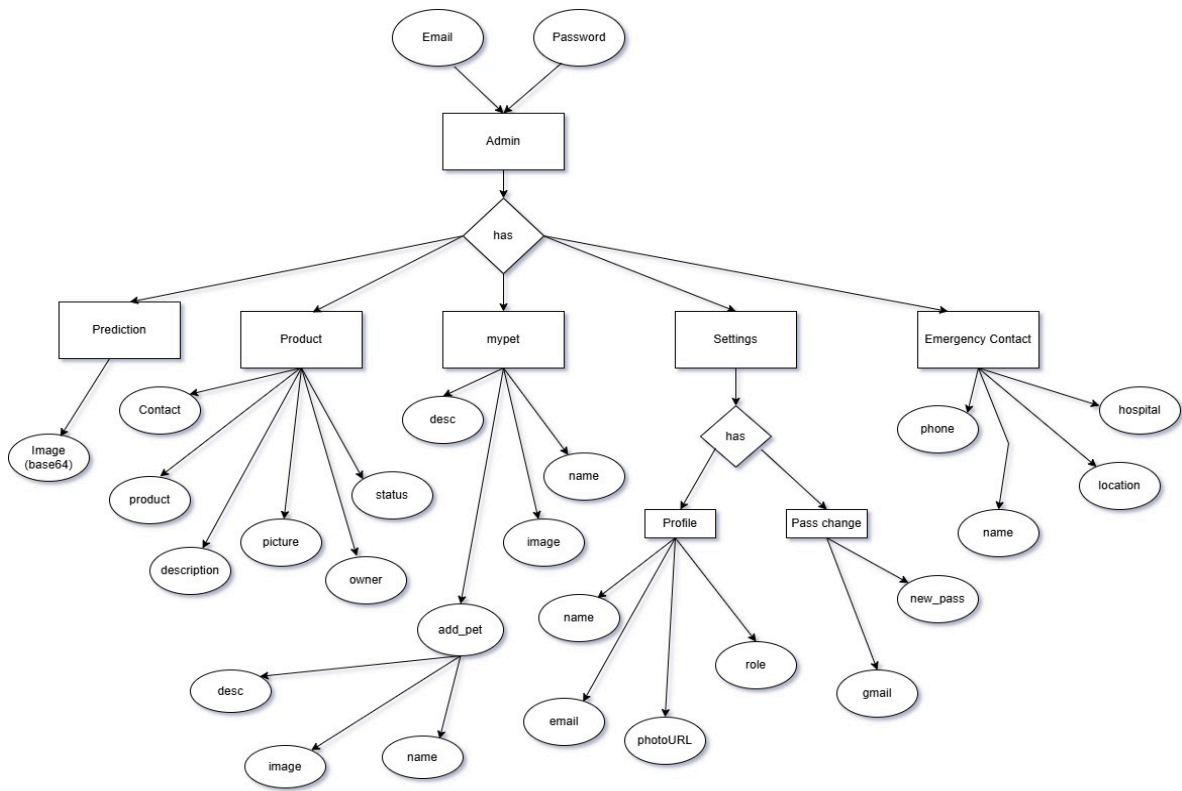 Email
Password
Admin
has
Prediction
Product
mypet
Settings
Emergency Contact
Contact
desc
has
phone
hospital
Image
(base64)
product
status
name
location
description
picture
owner
image
Profile
Pass change
name
add_pet
name
new_pass
desc
role
gmail
image
name
email
photoURL